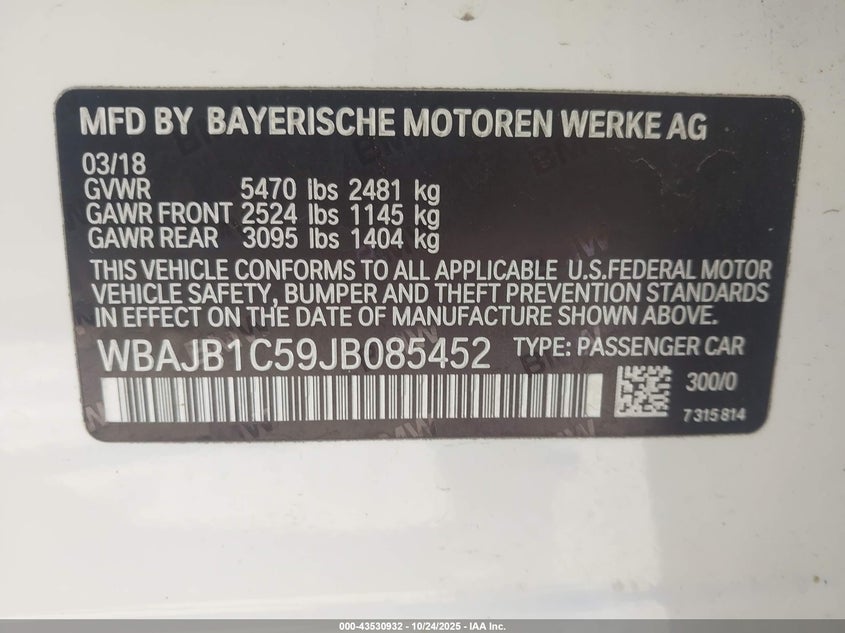 MFD BY BAYERISCHE MOTOREN WERKE AG
03/18
GVWR 5470 lbs 2481 kg
GAWR FRONT 2524 lbs 1145 kg
GAWR REAR 3095 lbs 1404 kg
THIS VEHICLE CONFORMS TO ALL APPLICABLE U.S.FEDERAL MOTOR
VEHICLE SAFETY, BUMPER AND THEFT PREVENTION STANDARDS
IN EFFECT ON THE DATE OF MANUFACTURE SHOWN ABOVE.
WBAJB1C59JB085452 TYPE: PASSENGER CAR
300/0
7315814
000-43530932 - 10/24/2025 - IAA Inc.